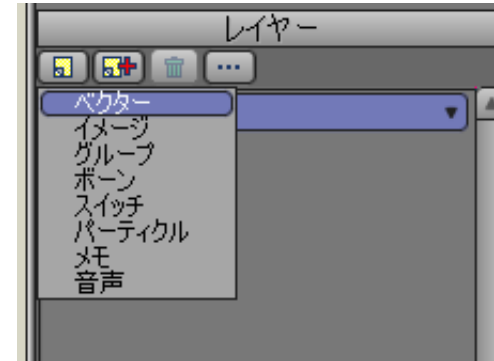 レイヤー
ベクター
イメージ
グループ
ボーン
スイッチ
パーティクル
メモ
音声